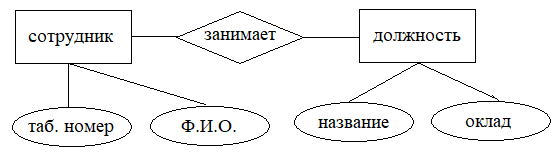 сотрудник
занимает
должность
таб. номер
Ф.И.О.
название
оклад